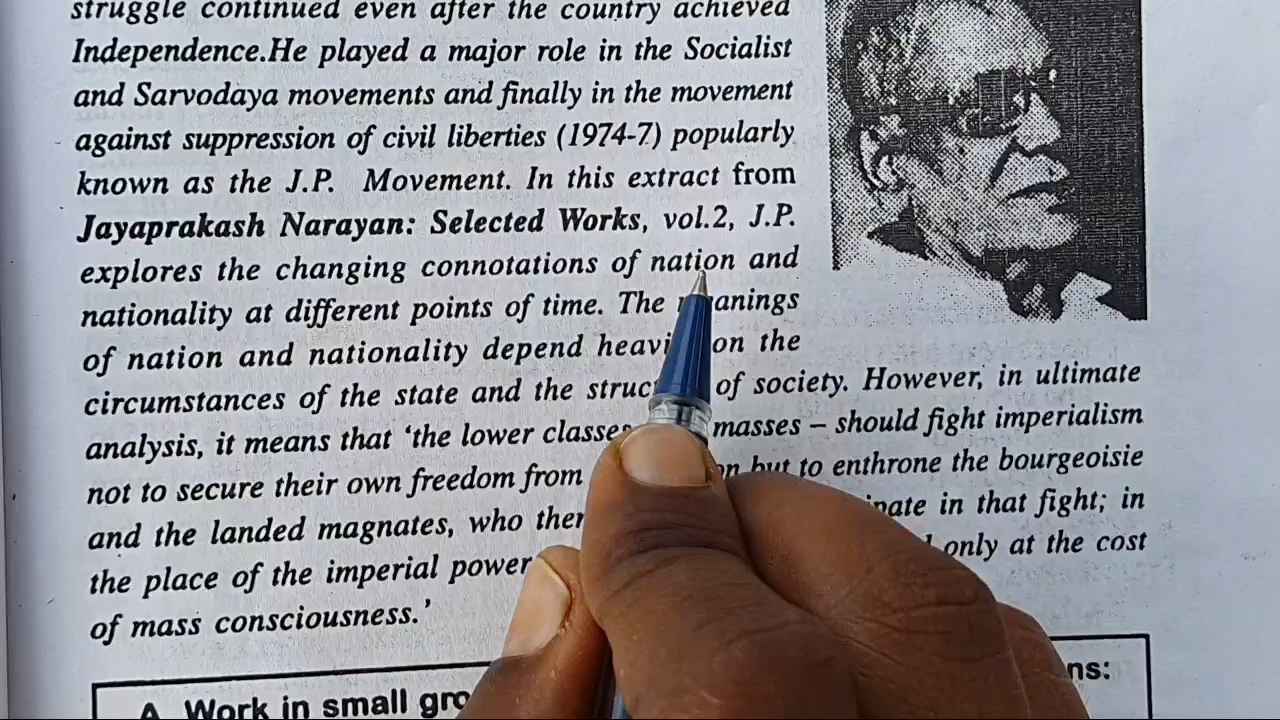 struggle continued even after the country achieved
Independence.He played a major role in the Socialist
and Sarvodaya movements and finally in the movement
against suppression of civil liberties (1974-7) popularly
known as the J.P. Movement. In this extract from
Jayaprakash Narayan: Selected Works, vol.2, J.P.
explores the changing connotations of nation and
nationality at different points of time. The
of nation and nationality depend on the
circumstances of the state and the of society. However, in ultimate
analysis, it means that ‘the lower masses – should fight imperialism
not to secure their own freedom from but to enthrone the bourgeoisie
and the landed magnates, who in that fight; in
the place of the imperial power only at the cost
of mass consciousness.’
A Work in small